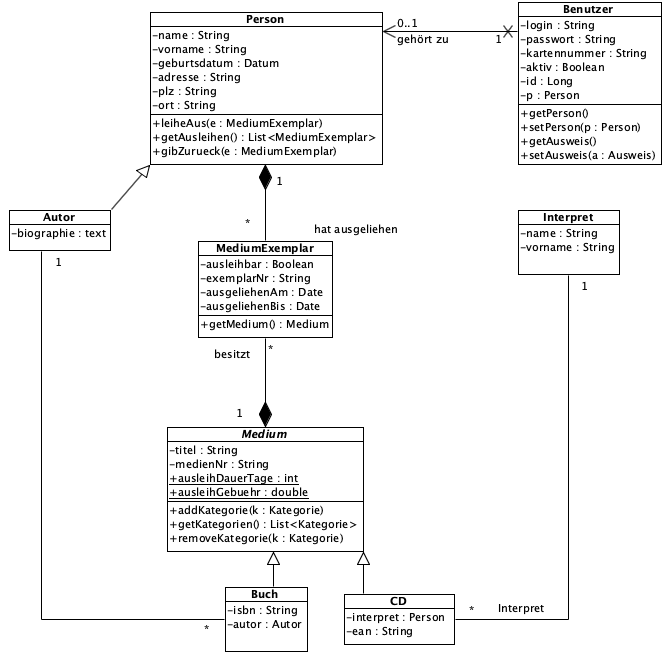 Person
-name : String
-vorname : String
-geburtsdatum : Datum
-adresse : String
-plz : String
-ort : String
+leiheAus(e : MediumExemplar)
+getAusleihen() : List<MediumExemplar>
+gibZurueck(e : MediumExemplar)
0..1
gehört zu
1
Benutzer
-login : String
-passwort : String
-kartennummer : String
-aktiv : Boolean
-id : Long
-p : Person
+getPerson()
+setPerson(p : Person)
+getAusweis()
+setAusweis(a : Ausweis)
1
*
hat ausgeliehen
Autor
-biographie : text
1
MediumExemplar
-ausleihbar : Boolean
-exemplarNr : String
-ausgeliehenAm : Date
-ausgeliehenBis : Date
+getMedium() : Medium
Interpret
-name : String
-vorname : String
1
besitzt
*
1
Medium
-titel : String
-medienNr : String
+ausleihDauerTage : int
+ausleihGebuehr : double
+addKategorie(k : Kategorie)
+getKategorien() : List<Kategorie>
+removeKategorie(k : Kategorie)
Buch
-isbn : String
-autor : Autor
*
CD
-interpret : Person
-ean : String
*
Interpret